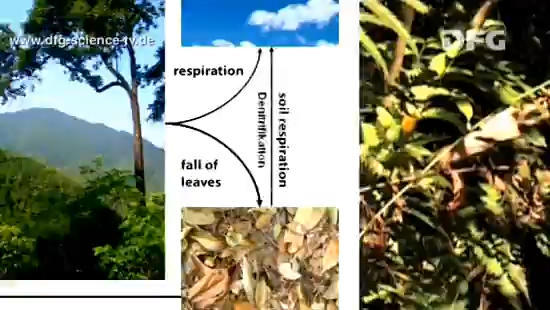 www.dfg-science-tv.de
DFG
respiration
Denitrifikation
soil respiration
fall of
leaves